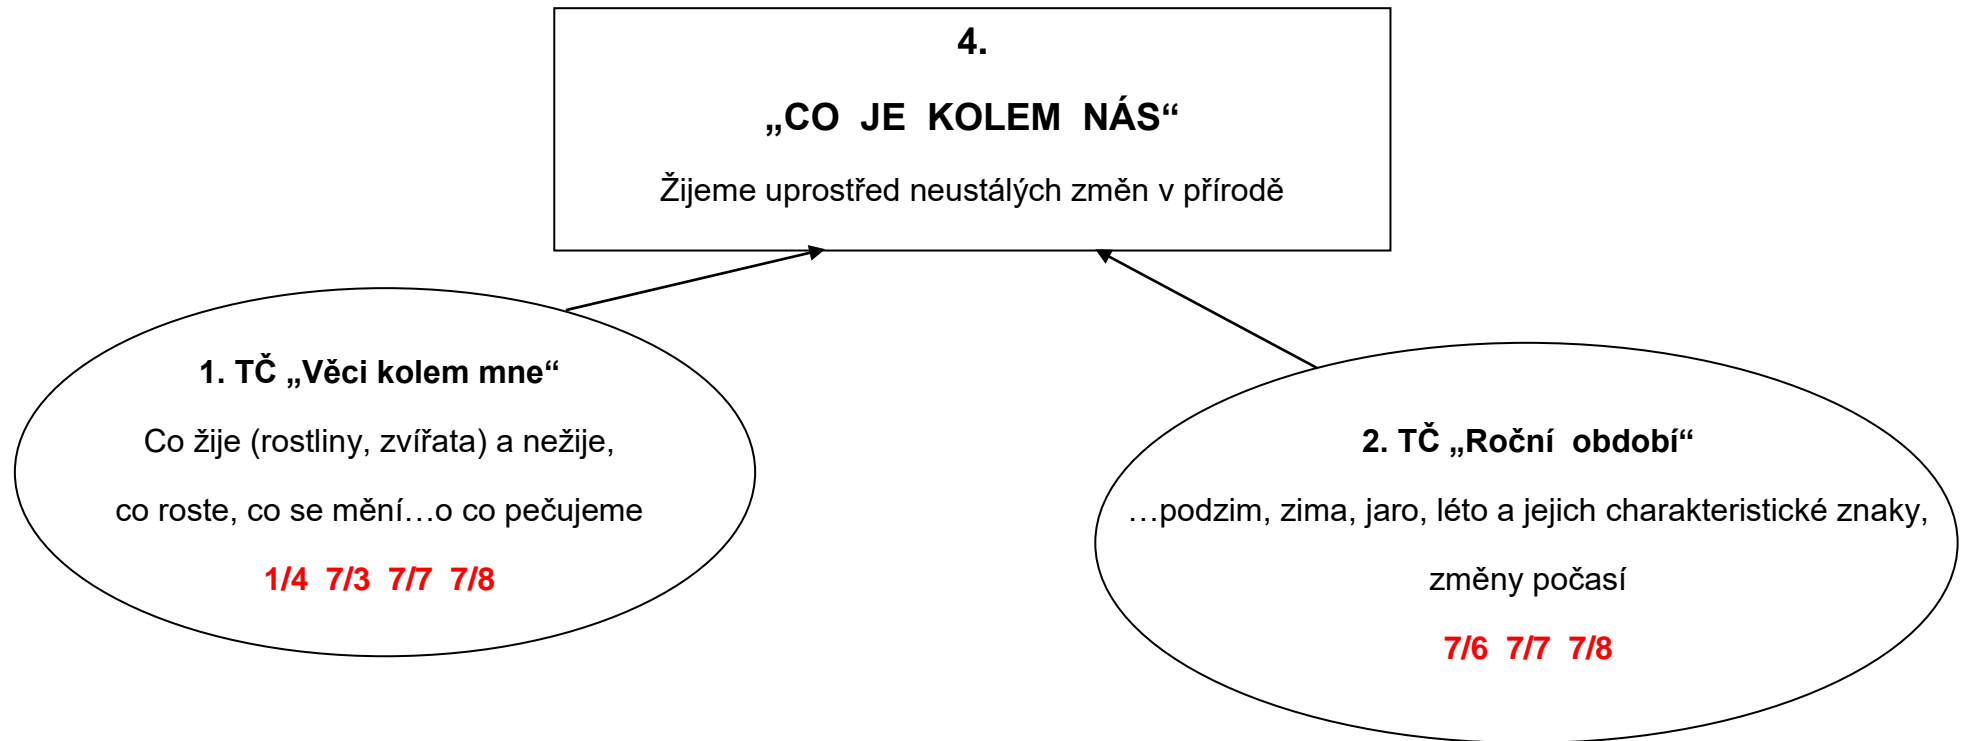 4.
„CO JE KOLEM NÁS“
Žijeme uprostřed neustálých změn v přírodě
1. TČ „Věci kolem mne“
Co žije (rostliny, zvířata) a nežije,
co roste, co se mění…o co pečujeme
1/4 7/3 7/7 7/8
2. TČ „Roční období“
…podzim, zima, jaro, léto a jejich charakteristické znaky,
změny počasí
7/6 7/7 7/8